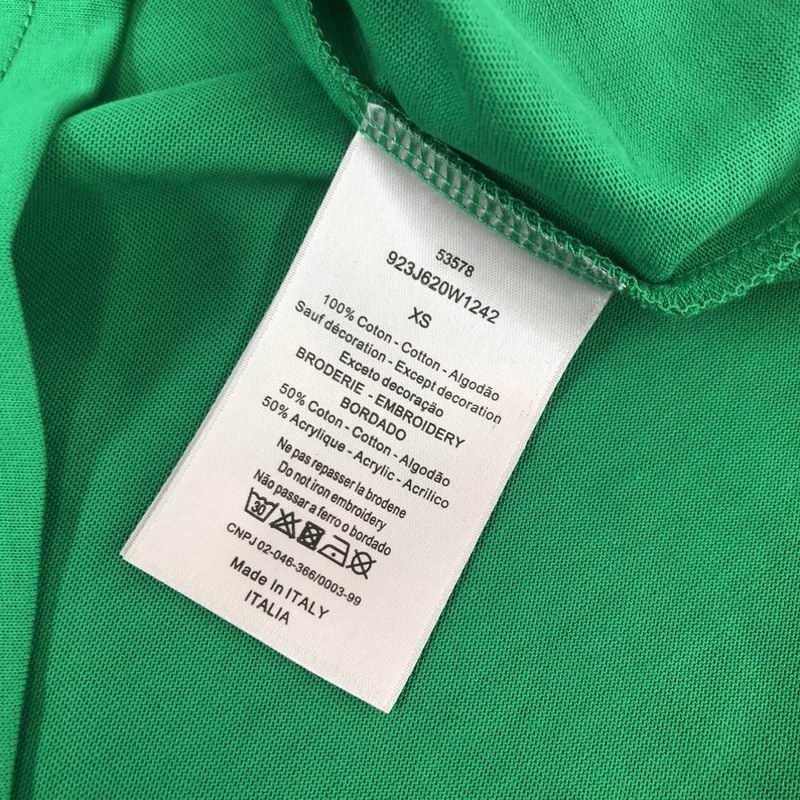 53578
923J620W1242
XS
100% Coton - Cotton - Algodão
Sauf décoration - Except decoration
Exceto decoração
BRODERIE - EMBROIDERY
BORDADO
50% Coton - Cotton - Algodão
50% Acrylique - Acrylic - Acrilico
Ne pas repasser la brodene
Do not iron embroidery
Não passar a ferro o bordado
30
CNPJ 02-046-366/0003-99
Made In ITALY
ITALIA